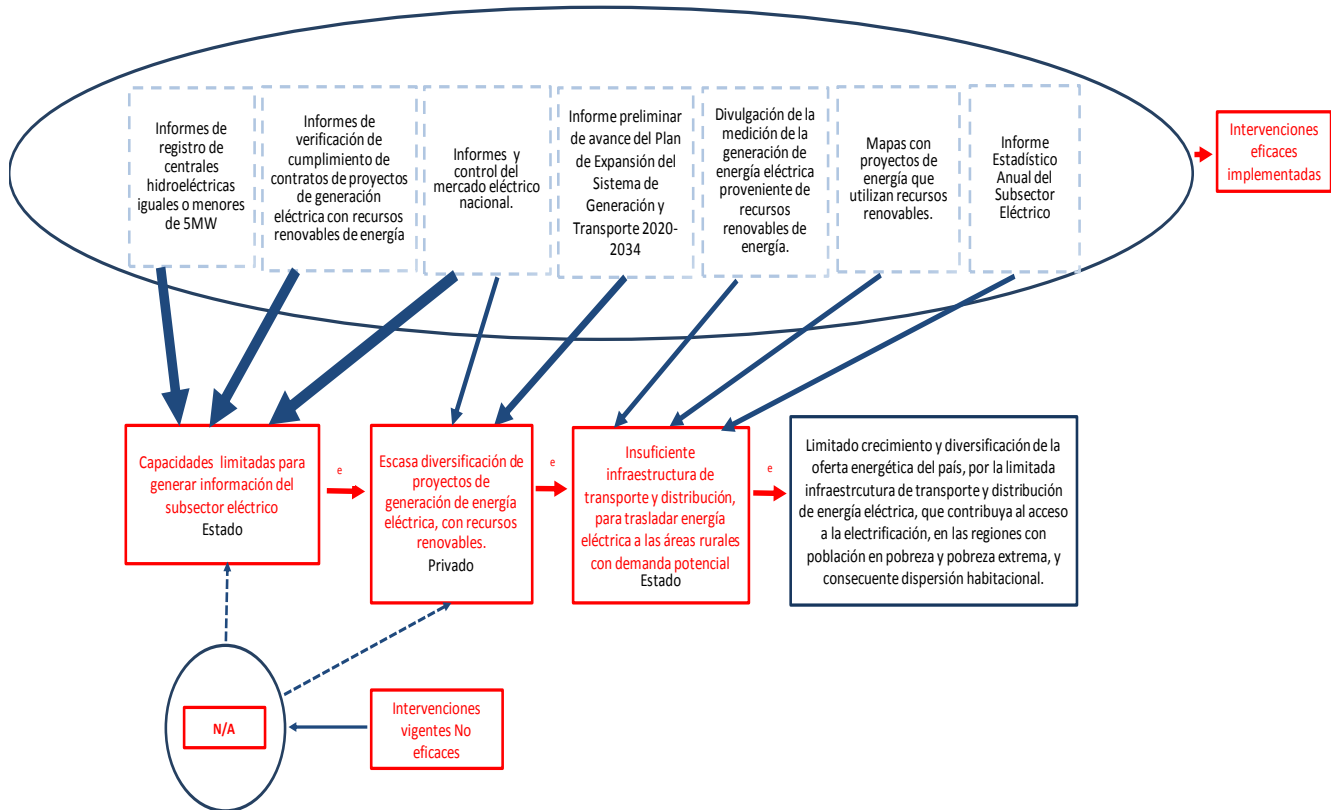 Informes de
registro de
centrales
hidroeléctricas
iguales o menores
de 5MW
Informes de
verificación de
cumplimiento de
contratos de proyectos
de generación
eléctrica con recursos
renovables de energía
Informes y
control del
mercado eléctrico
nacional.
Informe preliminar
de avance del Plan
de Expansión del
Sistema de
Generación y
Transporte 2020-
2034
Divulgación de la
medición de la
generación de
energía eléctrica
proveniente de
recursos
renovables de
energía.
Mapas con
proyectos de
energía que
utilizan recursos
renovables.
Informe
Estadístico
Anual del
Subsector
Eléctrico
Intervenciones
eficaces
implementadas
Capacidades limitadas para
generar información del
subsector eléctrico
Estado
e
Escasa diversificación de
proyectos de
generación de energía
eléctrica, con recursos
renovables.
Privado
e
Insuficiente
infraestructura de
transporte y distribución,
para trasladar energía
eléctrica a las áreas rurales
con demanda potencial
Estado
e
Limitado crecimiento y diversificación de la
oferta energética del país, por la limitada
infraestrcutura de transporte y distribución
de energía eléctrica, que contribuya al acceso
a la electrificación, en las regiones con
población en pobreza y pobreza extrema, y
consecuente dispersión habitacional.
N/A
Intervenciones
vigentes No
eficaces